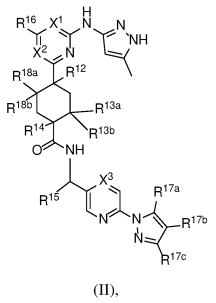 R16 X1 H N
X2 N N NH
R18a R12
R18b R13a
R14 R13b
O NH
X3 R17a
R15 N N R17b
N R17c
(II),